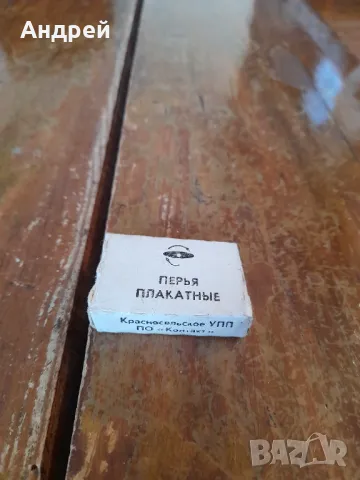 Андрей
ПЕРЬЯ
ПЛАКАТНЫЕ
Красносельское УПП
ПО "Контакт"
BAZAR